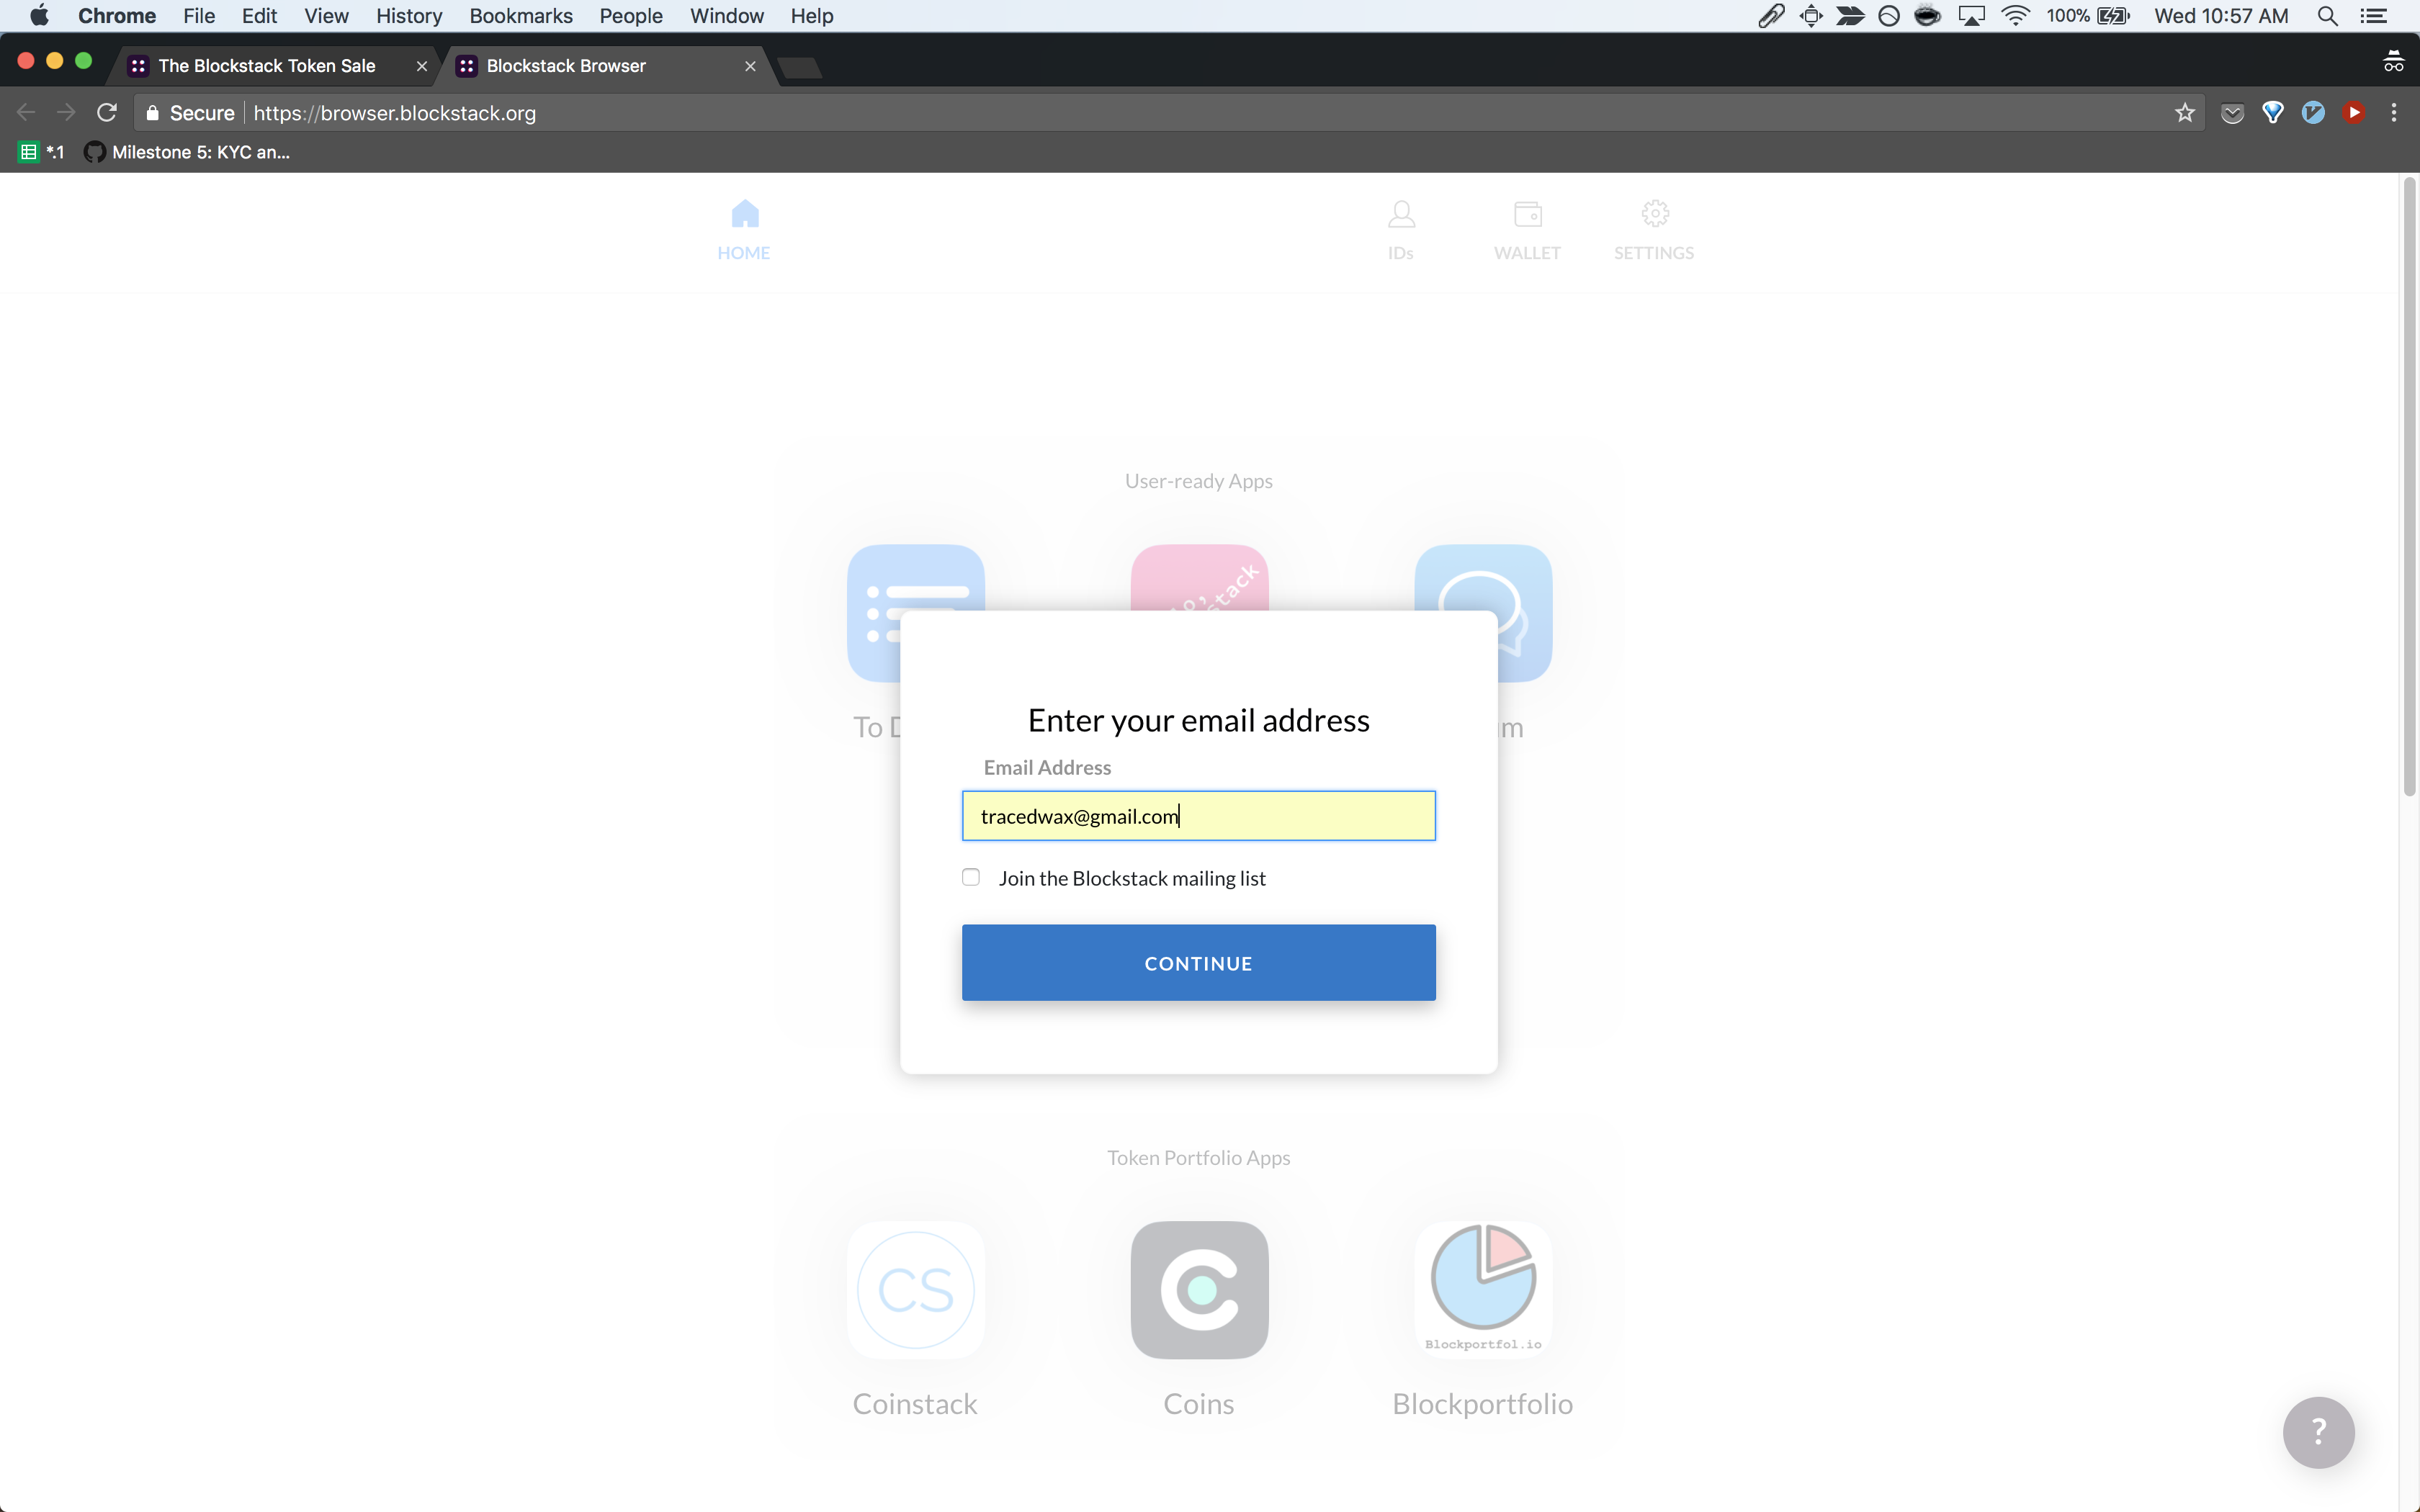 Chrome File Edit View History Bookmarks People Window Help 100% Wed 10:57 AM
The Blockstack Token Sale Blockstack Browser
Secure https://browser.blockstack.org
*.1 Milestone 5: KYC an...
HOME IDs WALLET SETTINGS
User-ready Apps
stack
To D
m
Enter your email address
Email Address
tracedwax@gmail.com
Join the Blockstack mailing list
CONTINUE
Token Portfolio Apps
CS
Blockportfol.io
Coinstack Coins Blockportfolio
?